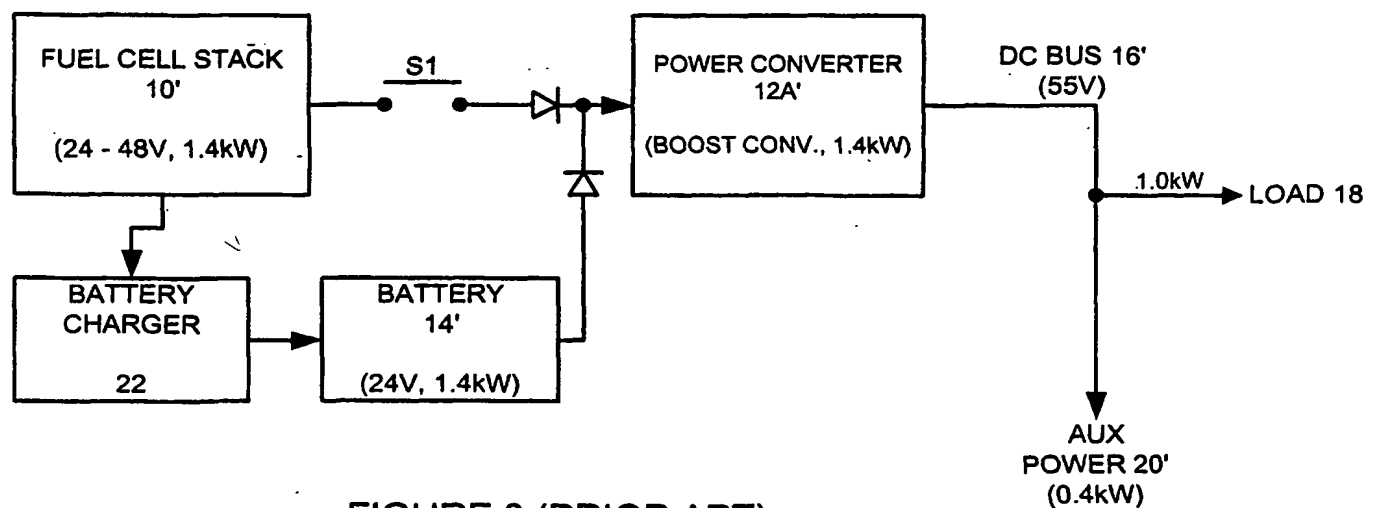 FUEL CELL STACK
10'
(24 - 48V, 1.4kW)
S1
POWER CONVERTER
12A'
(BOOST CONV., 1.4kW)
DC BUS 16'
(55V)
1.0kW
LOAD 18
BATTERY
CHARGER
22
BATTERY
14'
(24V, 1.4kW)
AUX
POWER 20'
(0.4kW)